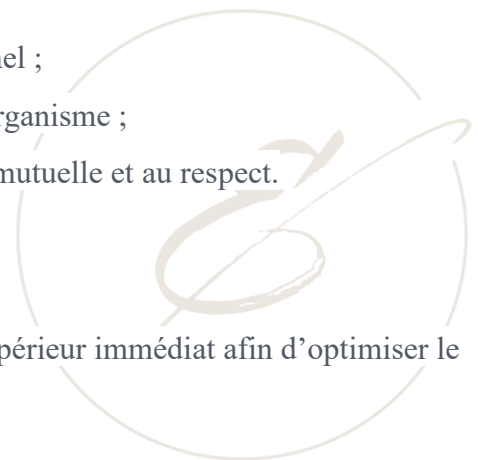 nel ;
rganisme ;
mutuelle et au respect.
périeur immédiat afin d’optimiser le